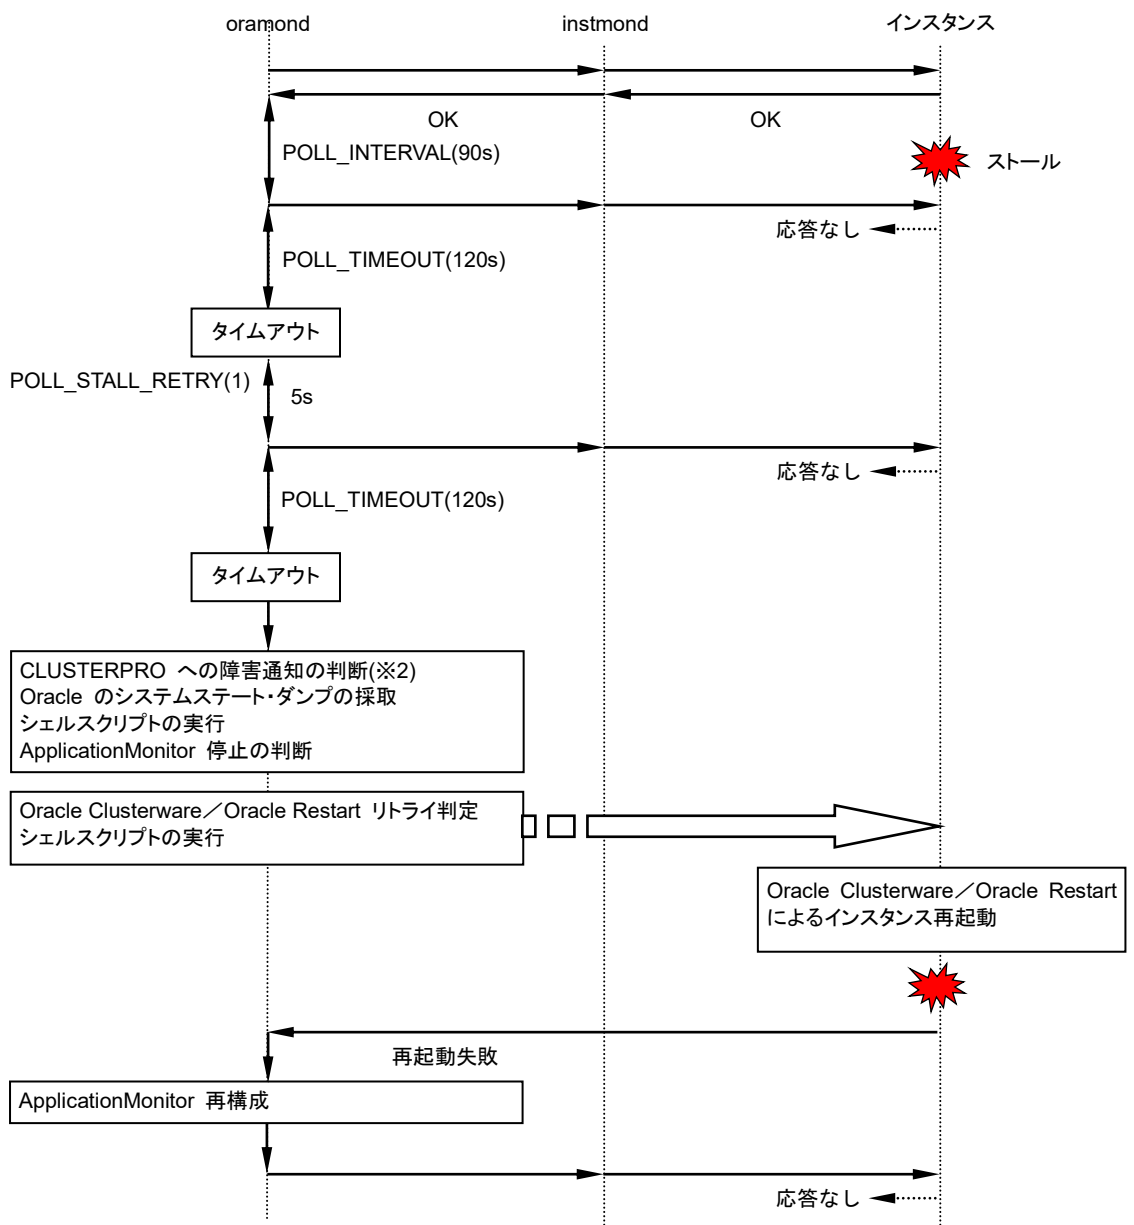 oramond
instmond
インスタンス
OK
OK
POLL_INTERVAL(90s)
ストール
応答なし
POLL_TIMEOUT(120s)
タイムアウト
POLL_STALL_RETRY(1)
5s
応答なし
POLL_TIMEOUT(120s)
タイムアウト
CLUSTERPRO への障害通知の判断(※2)
Oracle のシステムステート・ダンプの採取
シェルスクリプトの実行
ApplicationMonitor 停止の判断
Oracle Clusterware／Oracle Restart リトライ判定
シェルスクリプトの実行
Oracle Clusterware／Oracle Restart
によるインスタンス再起動
再起動失敗
ApplicationMonitor 再構成
応答なし